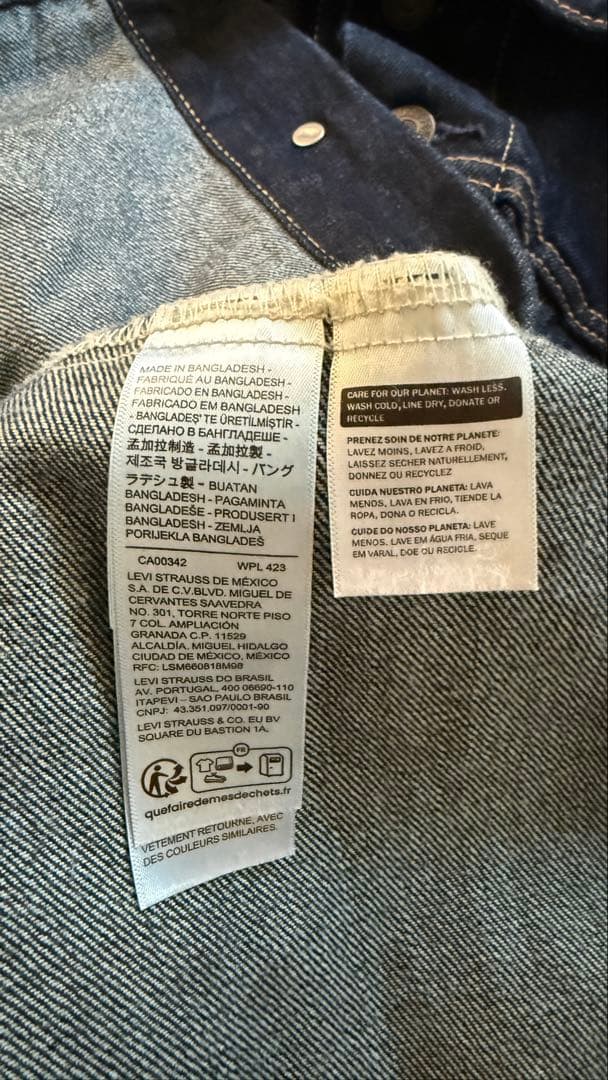 MADE IN BANGLADESH -
FABRIQUÉ AU BANGLADESH -
FABRICADO EN BANGLADESH -
FABRICADO EM BANGLADESH
- BANGLADEŞ' TE ÜRETİLMİŞTİR -
СДЕЛАНО В БАНГЛАДЕШЕ -
孟加拉制造 - 孟加拉製 -
제조국 방글라데시 - バング
ラデシュ製 - BUATAN
BANGLADESH - PAGAMINTA
BANGLADEŠE - PRODUSERT I
BANGLADESH - ZEMLJA
PORIJEKLA BANGLADEŠ
CA00342 WPL 423
LEVI STRAUSS DE MÉXICO
S.A. DE C.V.BLVD. MIGUEL DE
CERVANTES SAAVEDRA
NO. 301, TORRE NORTE PISO
7 COL. AMPLIACIÓN
GRANADA C.P. 11529
ALCALDÍA. MIGUEL HIDALGO
CIUDAD DE MÉXICO, MÉXICO
RFC: LSM660818M98
LEVI STRAUSS DO BRASIL
AV. PORTUGAL, 400 06690-110
ITAPEVI – SAO PAULO BRASIL
CNPJ: 43.351.097/0001-90
LEVI STRAUSS & CO. EU BV
SQUARE DU BASTION 1A,
FR
quefairedemesdechets.fr
VETEMENT RETOURNE, AVEC
DES COULEURS SIMILAIRES.
CARE FOR OUR PLANET: WASH LESS.
WASH COLD, LINE DRY, DONATE OR
RECYCLE
PRENEZ SOIN DE NOTRE PLANETE:
LAVEZ MOINS, LAVEZ A FROID,
LAISSEZ SECHER NATURELLEMENT,
DONNEZ OU RECYCLEZ
CUIDA NUESTRO PLANETA: LAVA
MENOS, LAVA EN FRIO, TIENDE LA
ROPA, DONA O RECICLA.
CUIDE DO NOSSO PLANETA: LAVE
MENOS. LAVE EM ÁGUA FRIA, SEQUE
EM VARAL, DOE OU RECICLE.